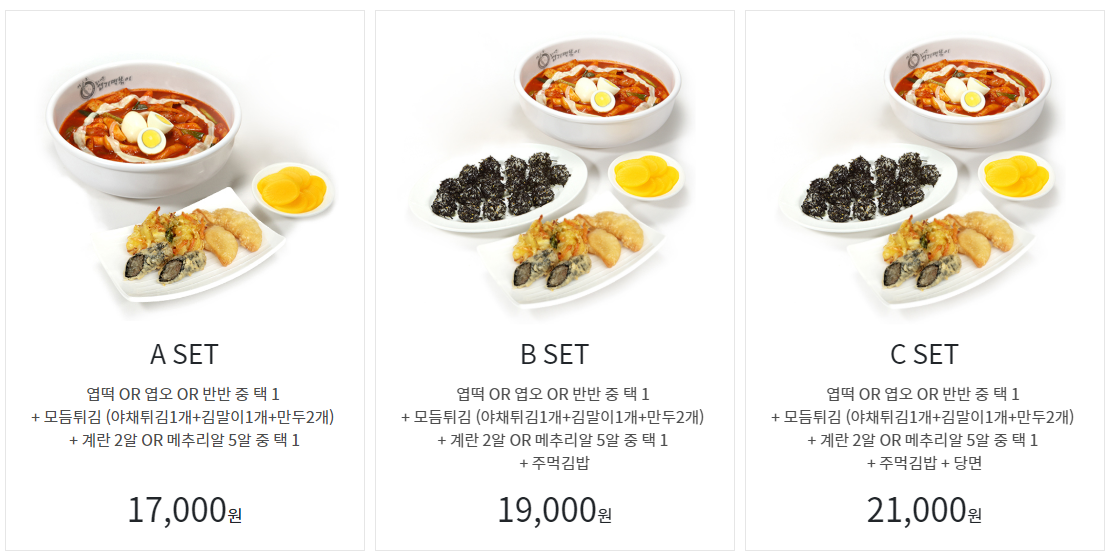 A SET
엽떡 OR 엽오 OR 반반 중 택 1
+ 모듬튀김 (야채튀김1개+김말이1개+만두2개)
+ 계란 2알 OR 메추리알 5알 중 택 1
17,000원
B SET
엽떡 OR 엽오 OR 반반 중 택 1
+ 모듬튀김 (야채튀김1개+김말이1개+만두2개)
+ 계란 2알 OR 메추리알 5알 중 택 1
+ 주먹김밥
19,000원
C SET
엽떡 OR 엽오 OR 반반 중 택 1
+ 모듬튀김 (야채튀김1개+김말이1개+만두2개)
+ 계란 2알 OR 메추리알 5알 중 택 1
+ 주먹김밥 + 당면
21,000원